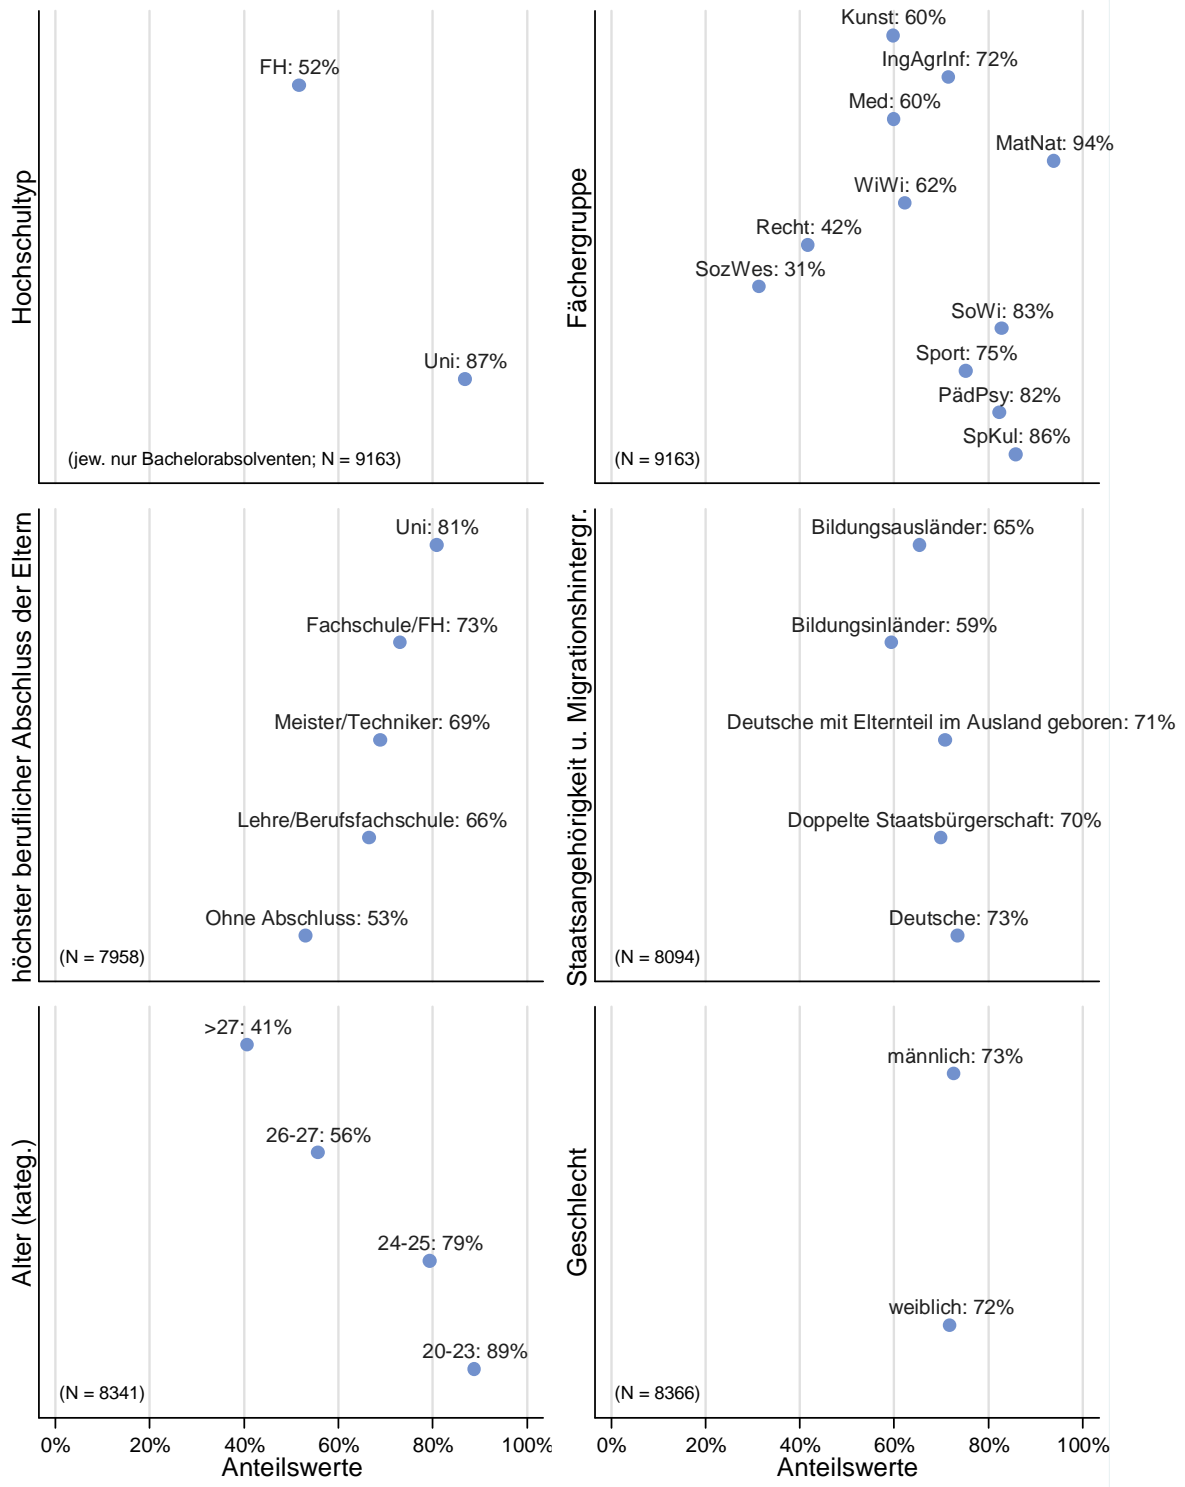 Hochschultyp
FH: 52%
Uni: 87%
(jew. nur Bachelorabsolventen; N = 9163)
Fächergruppe
Kunst: 60%
IngAgrInf: 72%
Med: 60%
MatNat: 94%
WiWi: 62%
Recht: 42%
SozWes: 31%
SoWi: 83%
Sport: 75%
PädPsy: 82%
SpKul: 86%
(N = 9163)
höchster beruflicher Abschluss der Eltern
Uni: 81%
Fachschule/FH: 73%
Meister/Techniker: 69%
Lehre/Berufsfachschule: 66%
Ohne Abschluss: 53%
(N = 7958)
Staatsangehörigkeit u. Migrationshintergr.
Bildungsausländer: 65%
Bildungsinländer: 59%
Deutsche mit Elternteil im Ausland geboren: 71%
Doppelte Staatsbürgerschaft: 70%
Deutsche: 73%
(N = 8094)
Alter (kateg.)
>27: 41%
26-27: 56%
24-25: 79%
20-23: 89%
(N = 8341)
0% 20% 40% 60% 80% 100%
Anteilswerte
Geschlecht
männlich: 73%
weiblich: 72%
(N = 8366)
0% 20% 40% 60% 80% 100%
Anteilswerte